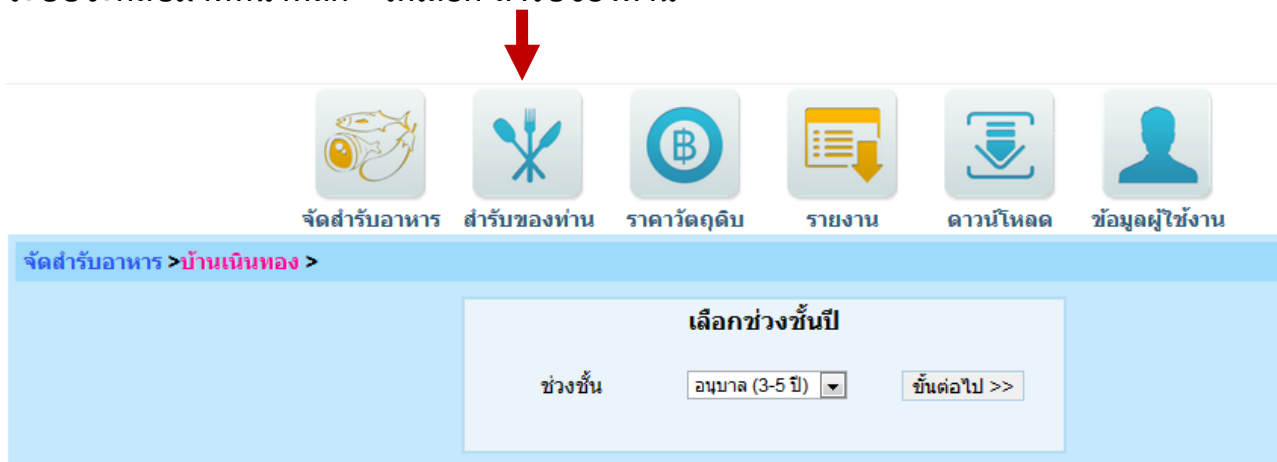 จัดสำรับอาหาร สำรับของท่าน ราคาวัตถุดิบ รายงาน ดาวน์โหลด ข้อมูลผู้ใช้งาน
จัดสำรับอาหาร >บ้านเนินทอง >
เลือกช่วงชั้นปี
ช่วงชั้น อนุบาล (3-5 ปี) ขั้นต่อไป >>